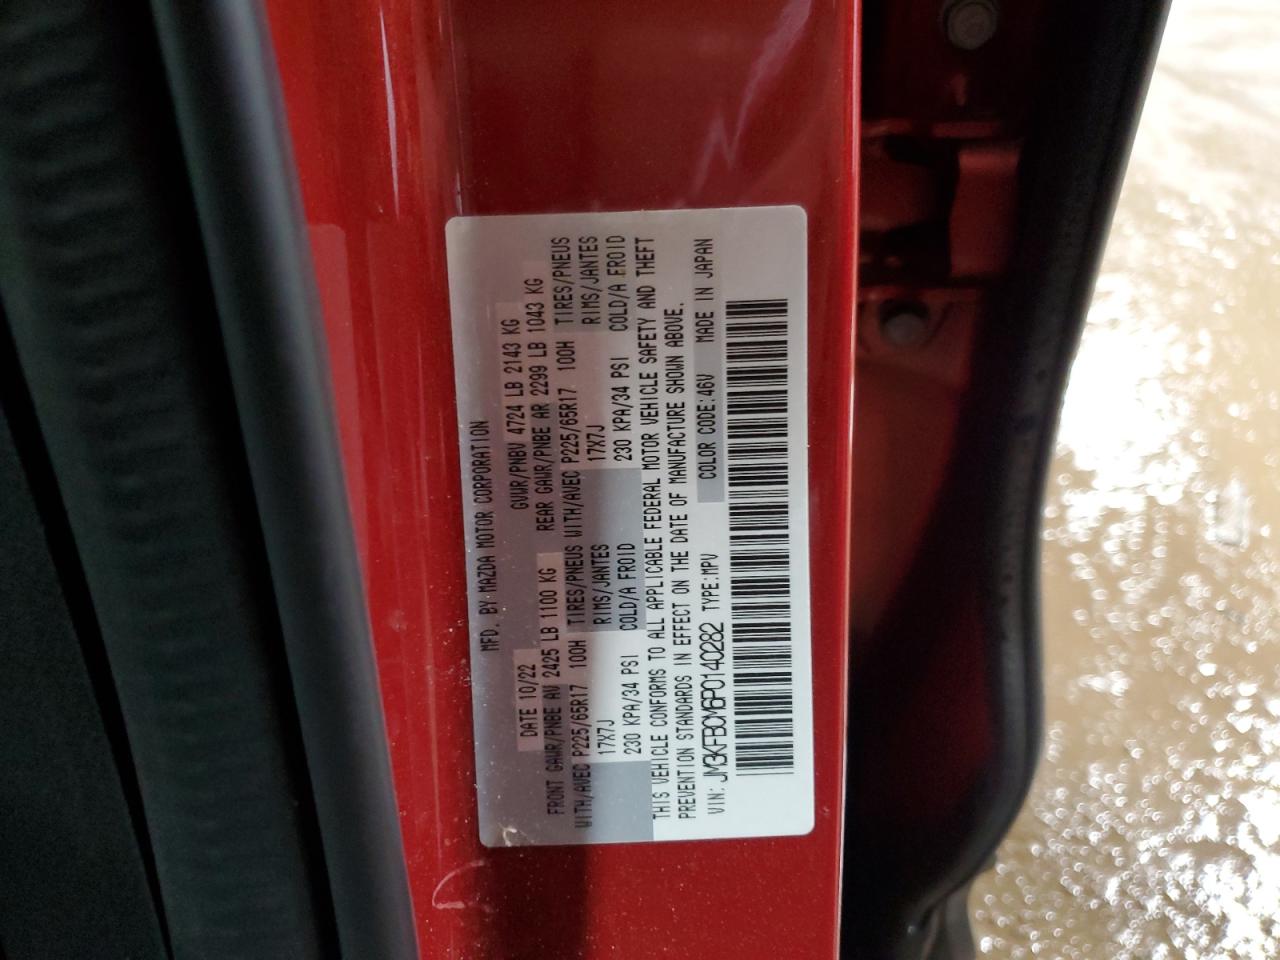 MFD. BY MAZDA MOTOR CORPORATION
DATE 10/22 GVWR/PNBV 4724 LB 2143 KG
FRONT GAWR/PNBE AV 2425 LB 1100 KG REAR GAWR/PNBE AR 2299 LB 1043 KG
WITH/AVEC P225/65R17 100H TIRES/PNEUS WITH/AVEC P225/65R17 100H TIRES/PNEUS
17X7J RIMS/JANTES 17X7J RIMS/JANTES
230 KPA/34 PSI COLD/A FROID 230 KPA/34 PSI COLD/A FROID
THIS VEHICLE CONFORMS TO ALL APPLICABLE FEDERAL MOTOR VEHICLE SAFETY AND THEFT
PREVENTION STANDARDS IN EFFECT ON THE DATE OF MANUFACTURE SHOWN ABOVE.
VIN: JM3KFBCM6P0140282 TYPE:MPV COLOR CODE:46V MADE IN JAPAN